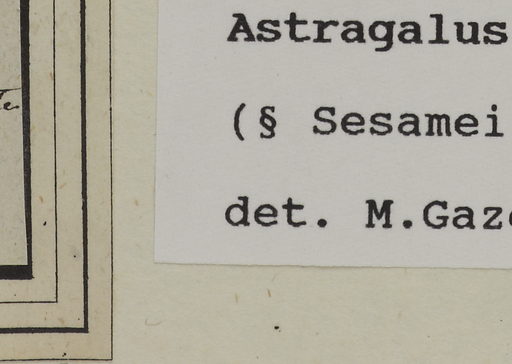 Astragalus
(§ Sesamei
det. M.Gaz